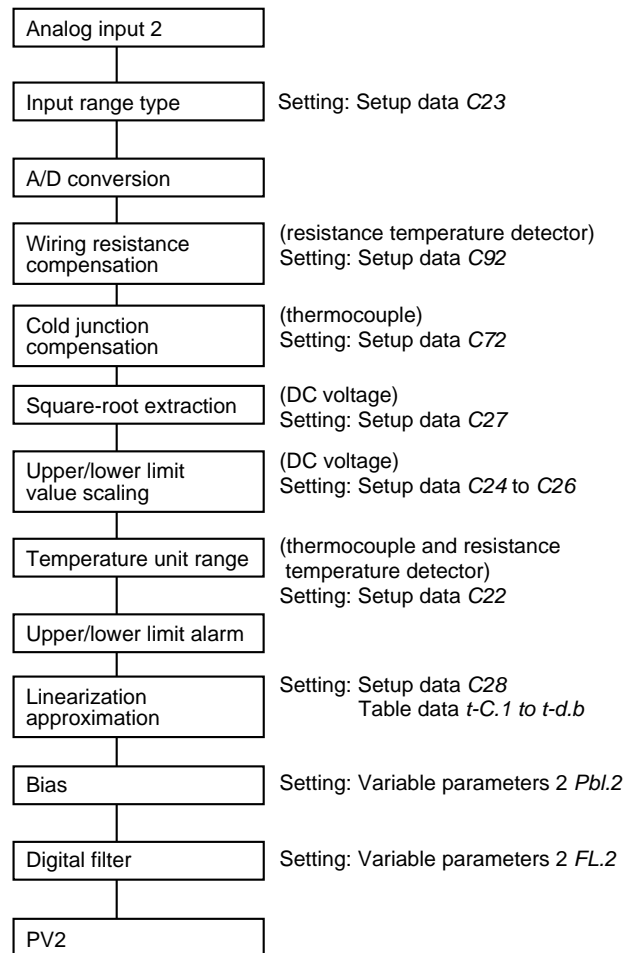 Analog input 2
Input range type
Setting: Setup data C23
A/D conversion
Wiring resistance
compensation
(resistance temperature detector)
Setting: Setup data C92
Cold junction
compensation
(thermocouple)
Setting: Setup data C72
Square-root extraction
(DC voltage)
Setting: Setup data C27
Upper/lower limit
value scaling
(DC voltage)
Setting: Setup data C24 to C26
Temperature unit range
(thermocouple and resistance
temperature detector)
Setting: Setup data C22
Upper/lower limit alarm
Linearization
approximation
Setting: Setup data C28
Table data t-C.1 to t-d.b
Bias
Setting: Variable parameters 2 PbI.2
Digital filter
Setting: Variable parameters 2 FL.2
PV2